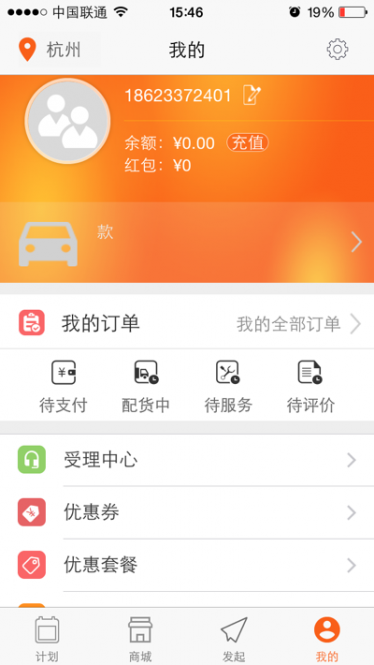 中国联通 15:46 19%
杭州 我的
18623372401
余额：¥0.00 充值
红包：¥0
款
我的订单 我的全部订单
待支付 配货中 待服务 待评价
受理中心
优惠券
优惠套餐
计划 商城 发起 我的